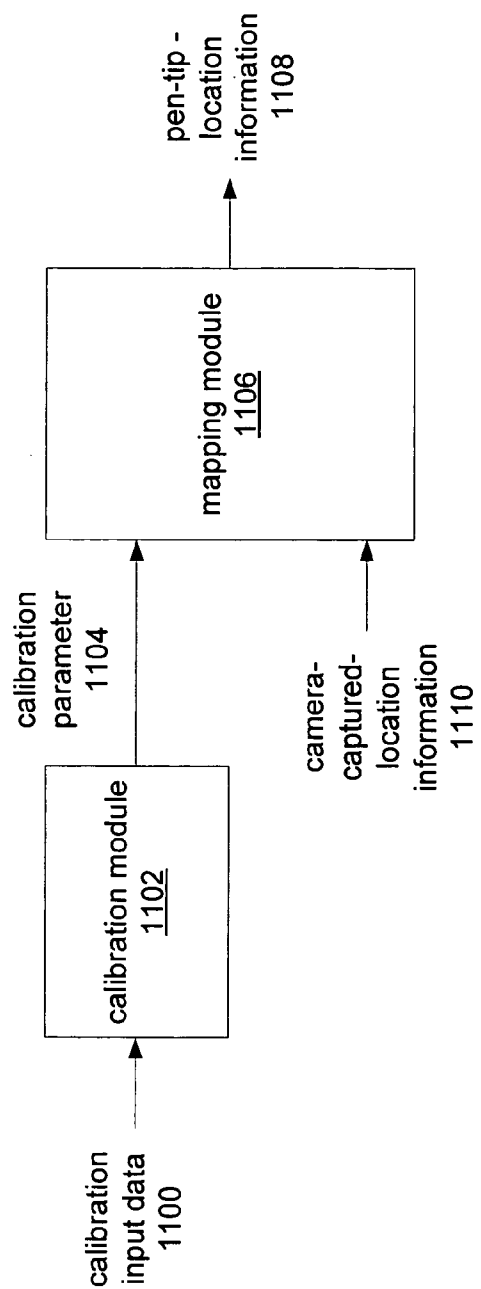 calibration
input data
1100
calibration module
1102
calibration
parameter
1104
camera-
captured-
location
information
1110
mapping module
1106
pen-tip -
location
information
1108